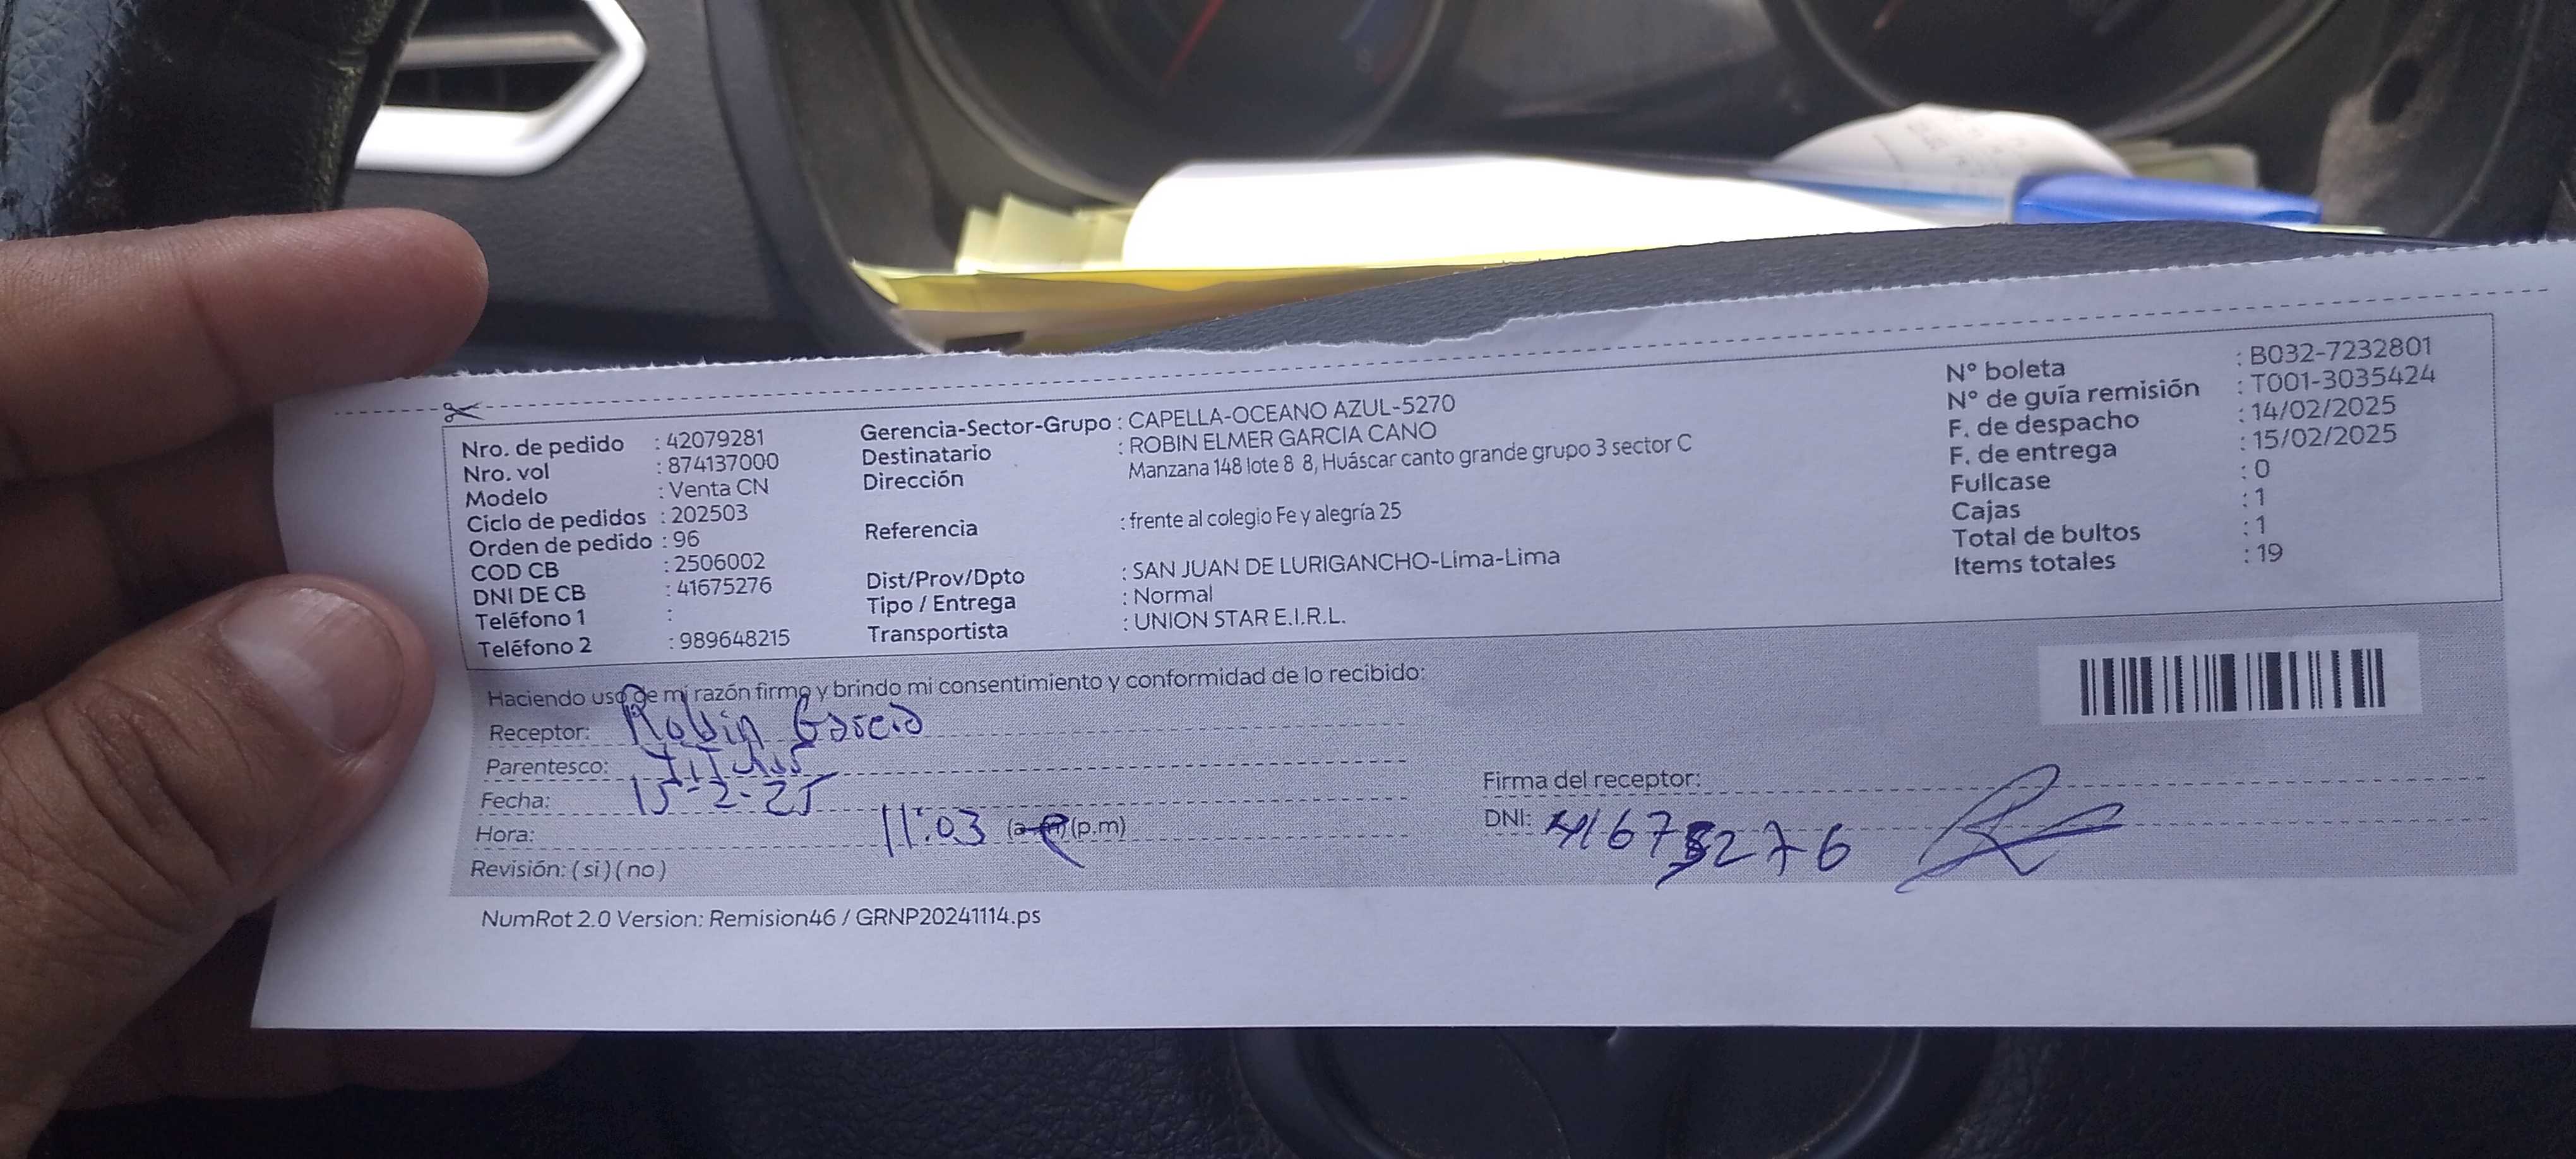 Nro. de pedido : 42079281
Nro. vol : 874137000
Modelo : Venta CN
Ciclo de pedidos : 202503
Orden de pedido : 96
COD CB : 2506002
DNI DE CB : 41675276
Teléfono 1 :
Teléfono 2 : 989648215
Gerencia-Sector-Grupo : CAPELLA-OCEANO AZUL-5270
Destinatario : ROBIN ELMER GARCIA CANO
Dirección Manzana 148 lote 8 8, Huáscar canto grande grupo 3 sector C
Referencia : frente al colegio Fe y alegría 25
Dist/Prov/Dpto : SAN JUAN DE LURIGANCHO-Lima-Lima
Tipo / Entrega : Normal
Transportista : UNION STAR E.I.R.L.
N° boleta : B032-7232801
N° de guía remisión : T001-3035424
F. de despacho : 14/02/2025
F. de entrega : 15/02/2025
Fullcase : 0
Cajas : 1
Total de bultos : 1
Items totales : 19
Haciendo uso de mi razón firmo y brindo mi consentimiento y conformidad de lo recibido:
Receptor: Robin Garcia
Parentesco:
Fecha: 15-2-25
Hora: 11:03 (a.m) (p.m)
Revisión: ( si ) ( no )
Firma del receptor:
DNI: 41675276
NumRot 2.0 Version: Remision46 / GRNP20241114.ps